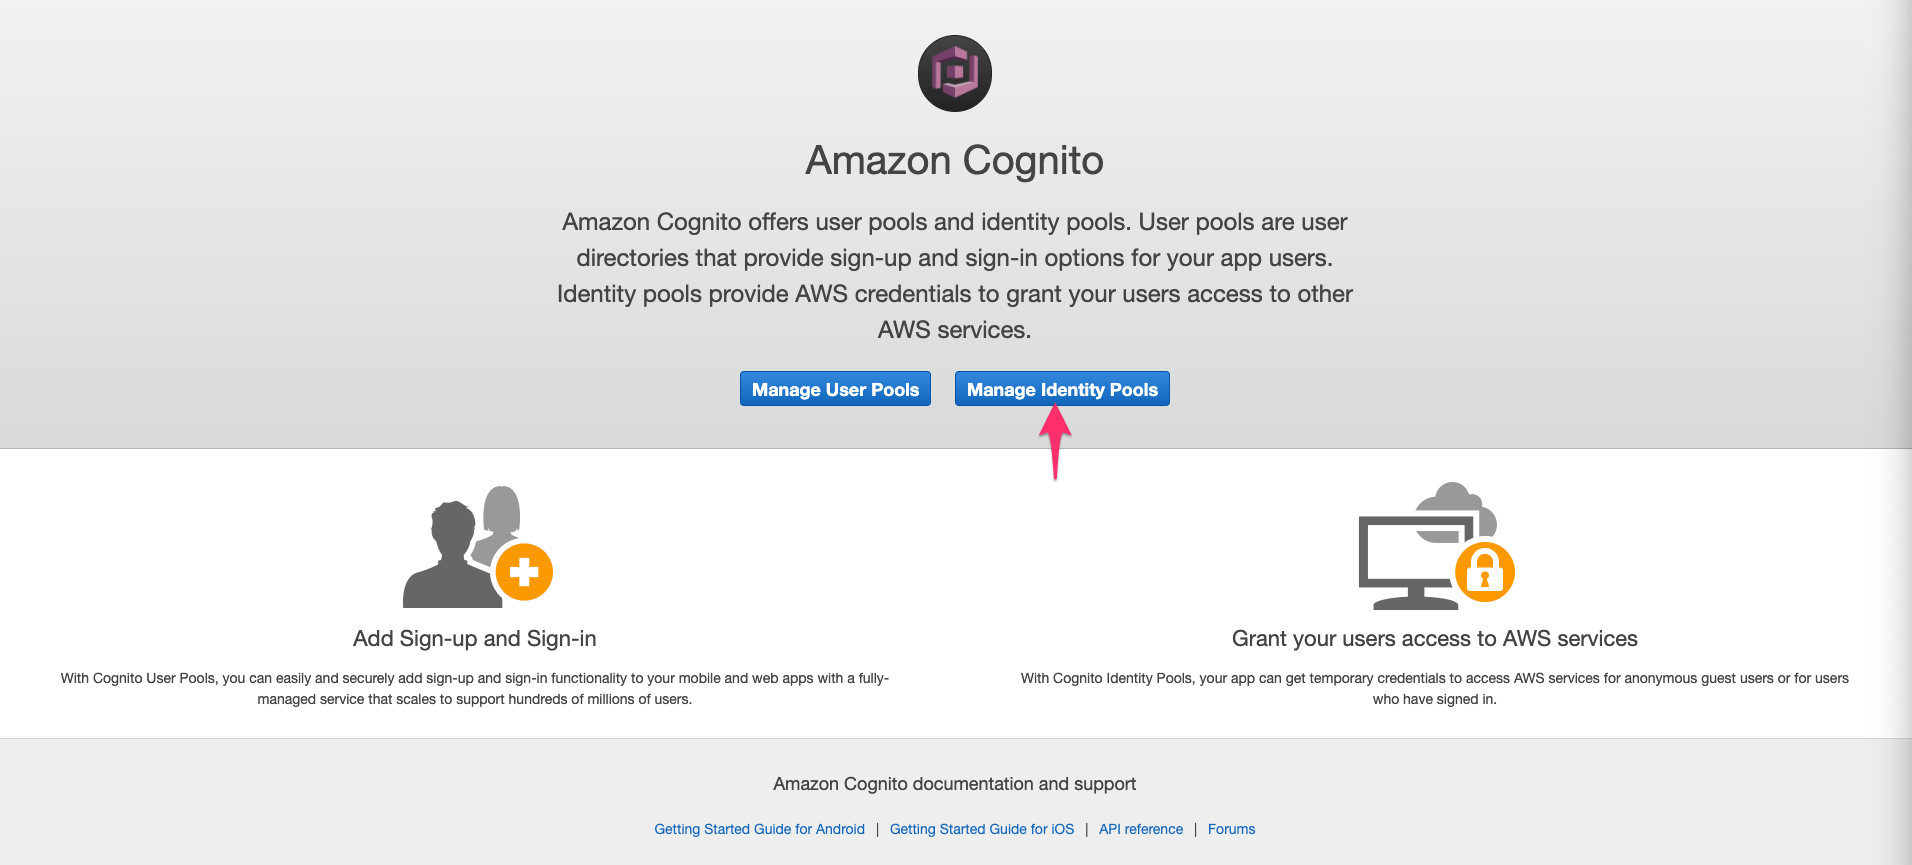 Amazon Cognito
Amazon Cognito offers user pools and identity pools. User pools are user
directories that provide sign-up and sign-in options for your app users.
Identity pools provide AWS credentials to grant your users access to other
AWS services.
Manage User Pools
Manage Identity Pools
Add Sign-up and Sign-in
With Cognito User Pools, you can easily and securely add sign-up and sign-in functionality to your mobile and web apps with a fully-
managed service that scales to support hundreds of millions of users.
Grant your users access to AWS services
With Cognito Identity Pools, your app can get temporary credentials to access AWS services for anonymous guest users or for users
who have signed in.
Amazon Cognito documentation and support
Getting Started Guide for Android | Getting Started Guide for iOS | API reference | Forums